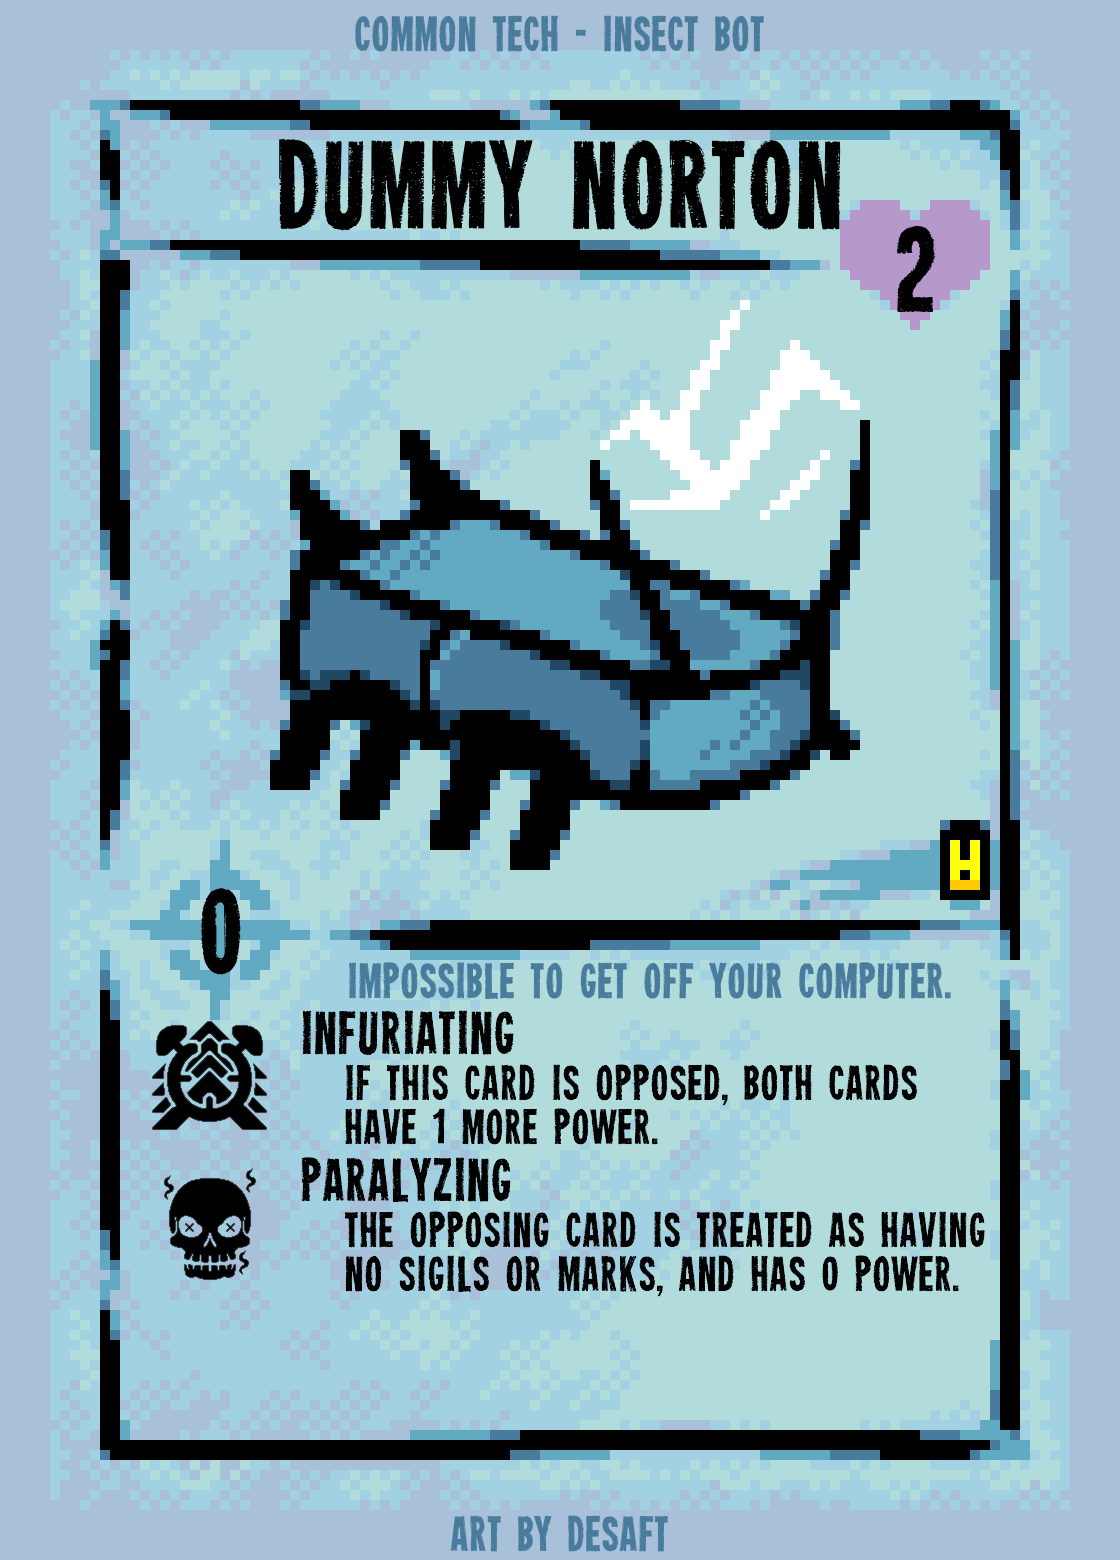 COMMON TECH - INSECT BOT
DUMMY NORTON
2
0
IMPOSSIBLE TO GET OFF YOUR COMPUTER.
INFURIATING
IF THIS CARD IS OPPOSED, BOTH CARDS
HAVE 1 MORE POWER.
PARALYZING
THE OPPOSING CARD IS TREATED AS HAVING
NO SIGILS OR MARKS, AND HAS 0 POWER.
ART BY DESAFT